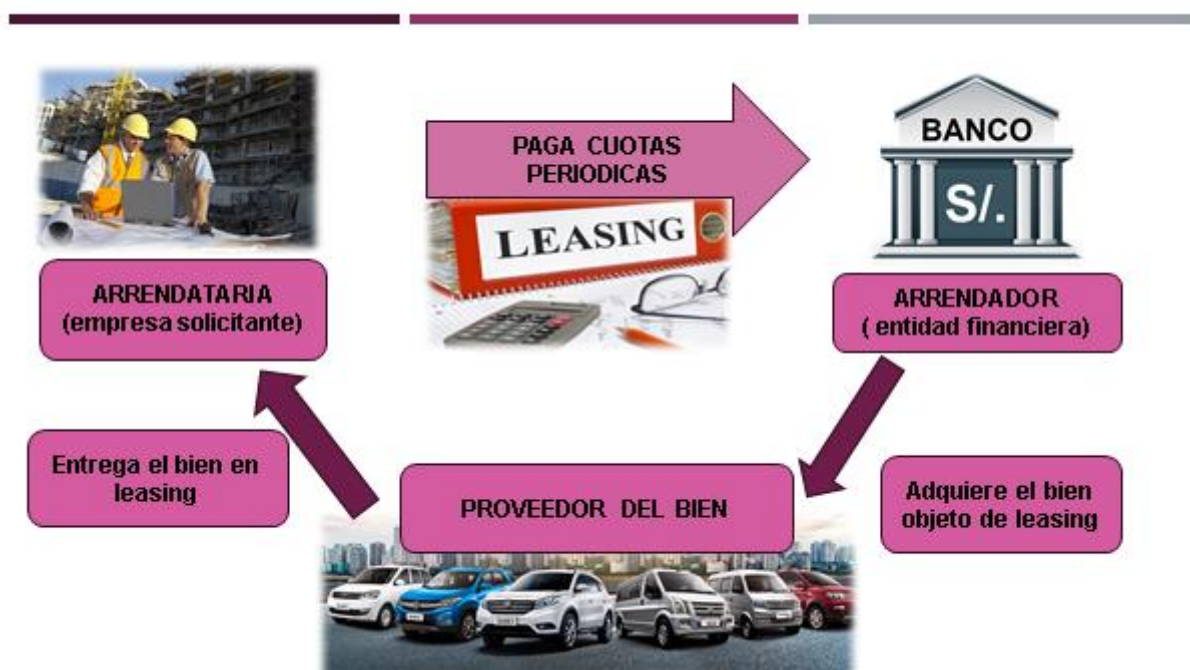 PAGA CUOTAS
PERIODICAS
BANCO
S/.
LEASING
ARRENDATARIA
(empresa solicitante)
ARRENDADOR
( entidad financiera)
Entrega el bien en
leasing
PROVEEDOR DEL BIEN
Adquiere el bien
objeto de leasing